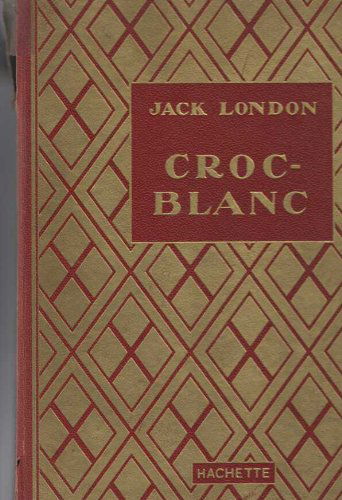 JACK LONDON
CROC-
BLANC
HACHETTE